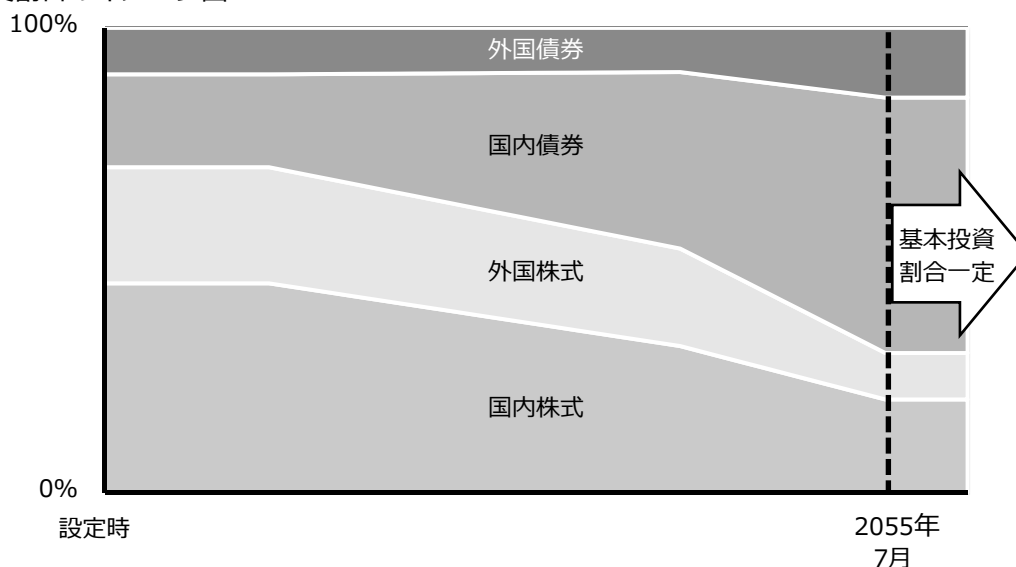 100%
外国債券
国内債券
基本投資
割合一定
外国株式
国内株式
0%
設定時
2055年
7月